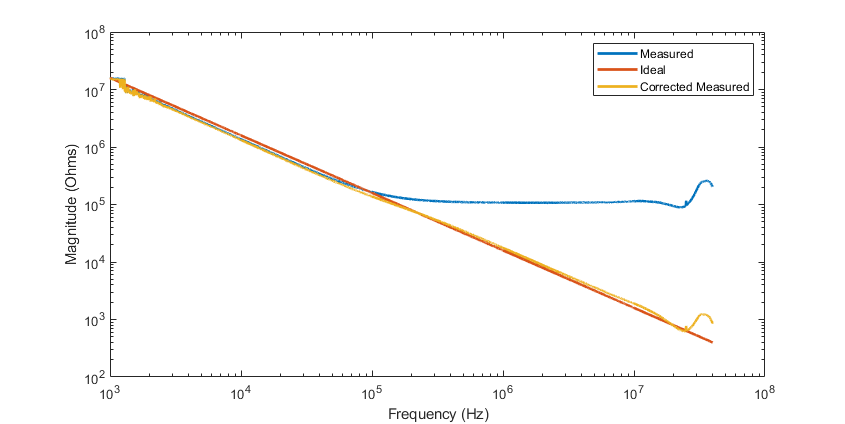 10^8
10^7
10^6
10^5
10^4
10^3
10^2
Magnitude (Ohms)
Measured
Ideal
Corrected Measured
10^3
10^4
10^5
10^6
10^7
10^8
Frequency (Hz)